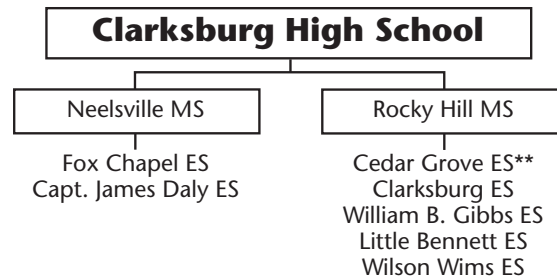 Clarksburg High School
Neelsville MS
Fox Chapel ES
Capt. James Daly ES
Rocky Hill MS
Cedar Grove ES**
Clarksburg ES
William B. Gibbs ES
Little Bennett ES
Wilson Wims ES